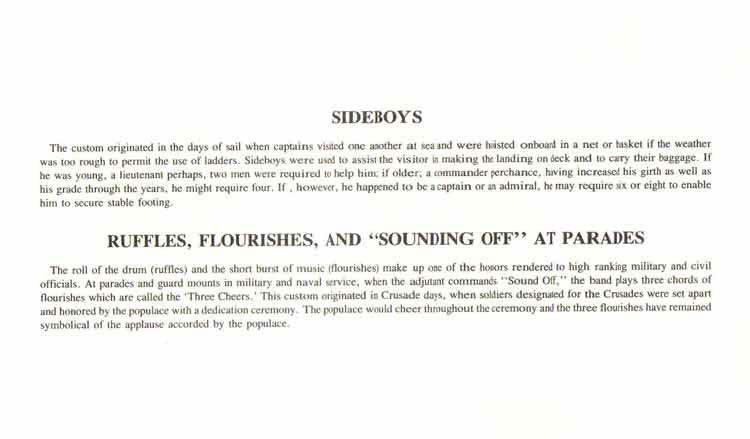 SIDEBOYS
The custom originated in the days of sail when captains visited one another at sea and were hoisted onboard in a net or basket if the weather
was too rough to permit the use of ladders. Sideboys were used to assist the visitor in making the landing on deck and to carry their baggage. If
he was young, a lieutenant perhaps, two men were required to help him; if older, a commander perchance, having increased his girth as well as
his grade through the years, he might require four. If , however, he happened to be a captain or an admiral, he may require six or eight to enable
him to secure stable footing.
RUFFLES, FLOURISHES, AND “SOUNDING OFF” AT PARADES
The roll of the drum (ruffles) and the short burst of music (flourishes) make up one of the honors rendered to high ranking military and civil
officials. At parades and guard mounts in military and naval service, when the adjutant commands “Sound Off,” the band plays three chords of
flourishes which are called the ‘Three Cheers.’ This custom originated in Crusade days, when soldiers designated for the Crusades were set apart
and honored by the populace with a dedication ceremony. The populace would cheer throughout the ceremony and the three flourishes have remained
symbolical of the applause accorded by the populace.